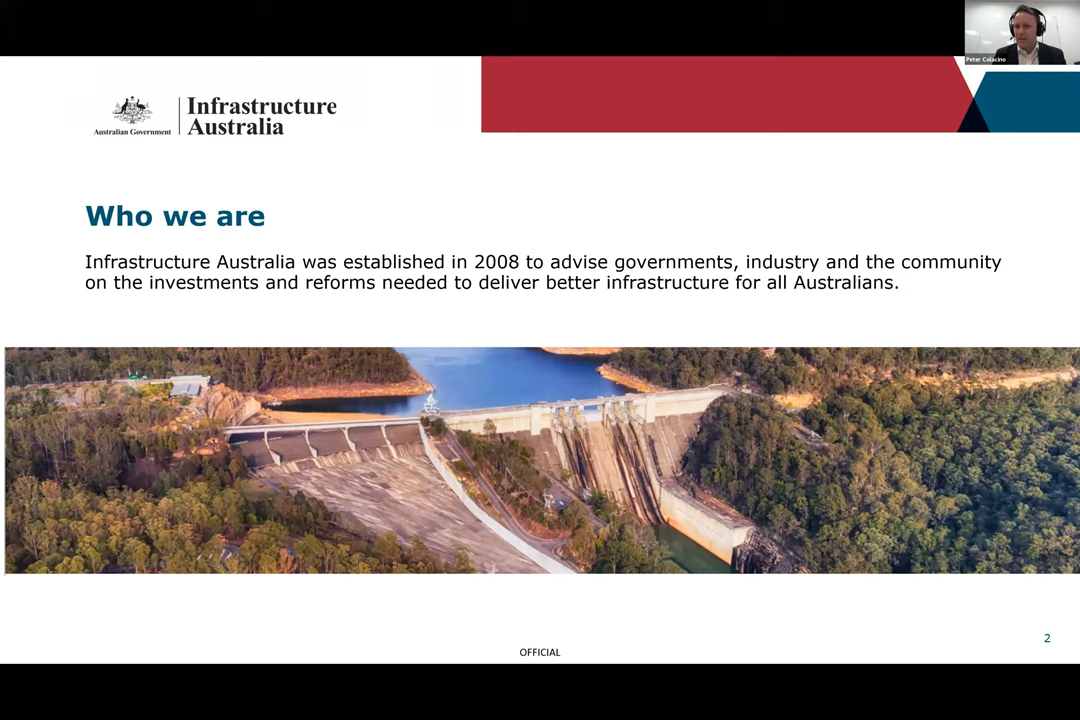 Peter Colacino
Australian Government
Infrastructure
Australia
Who we are
Infrastructure Australia was established in 2008 to advise governments, industry and the community
on the investments and reforms needed to deliver better infrastructure for all Australians.
2
OFFICIAL